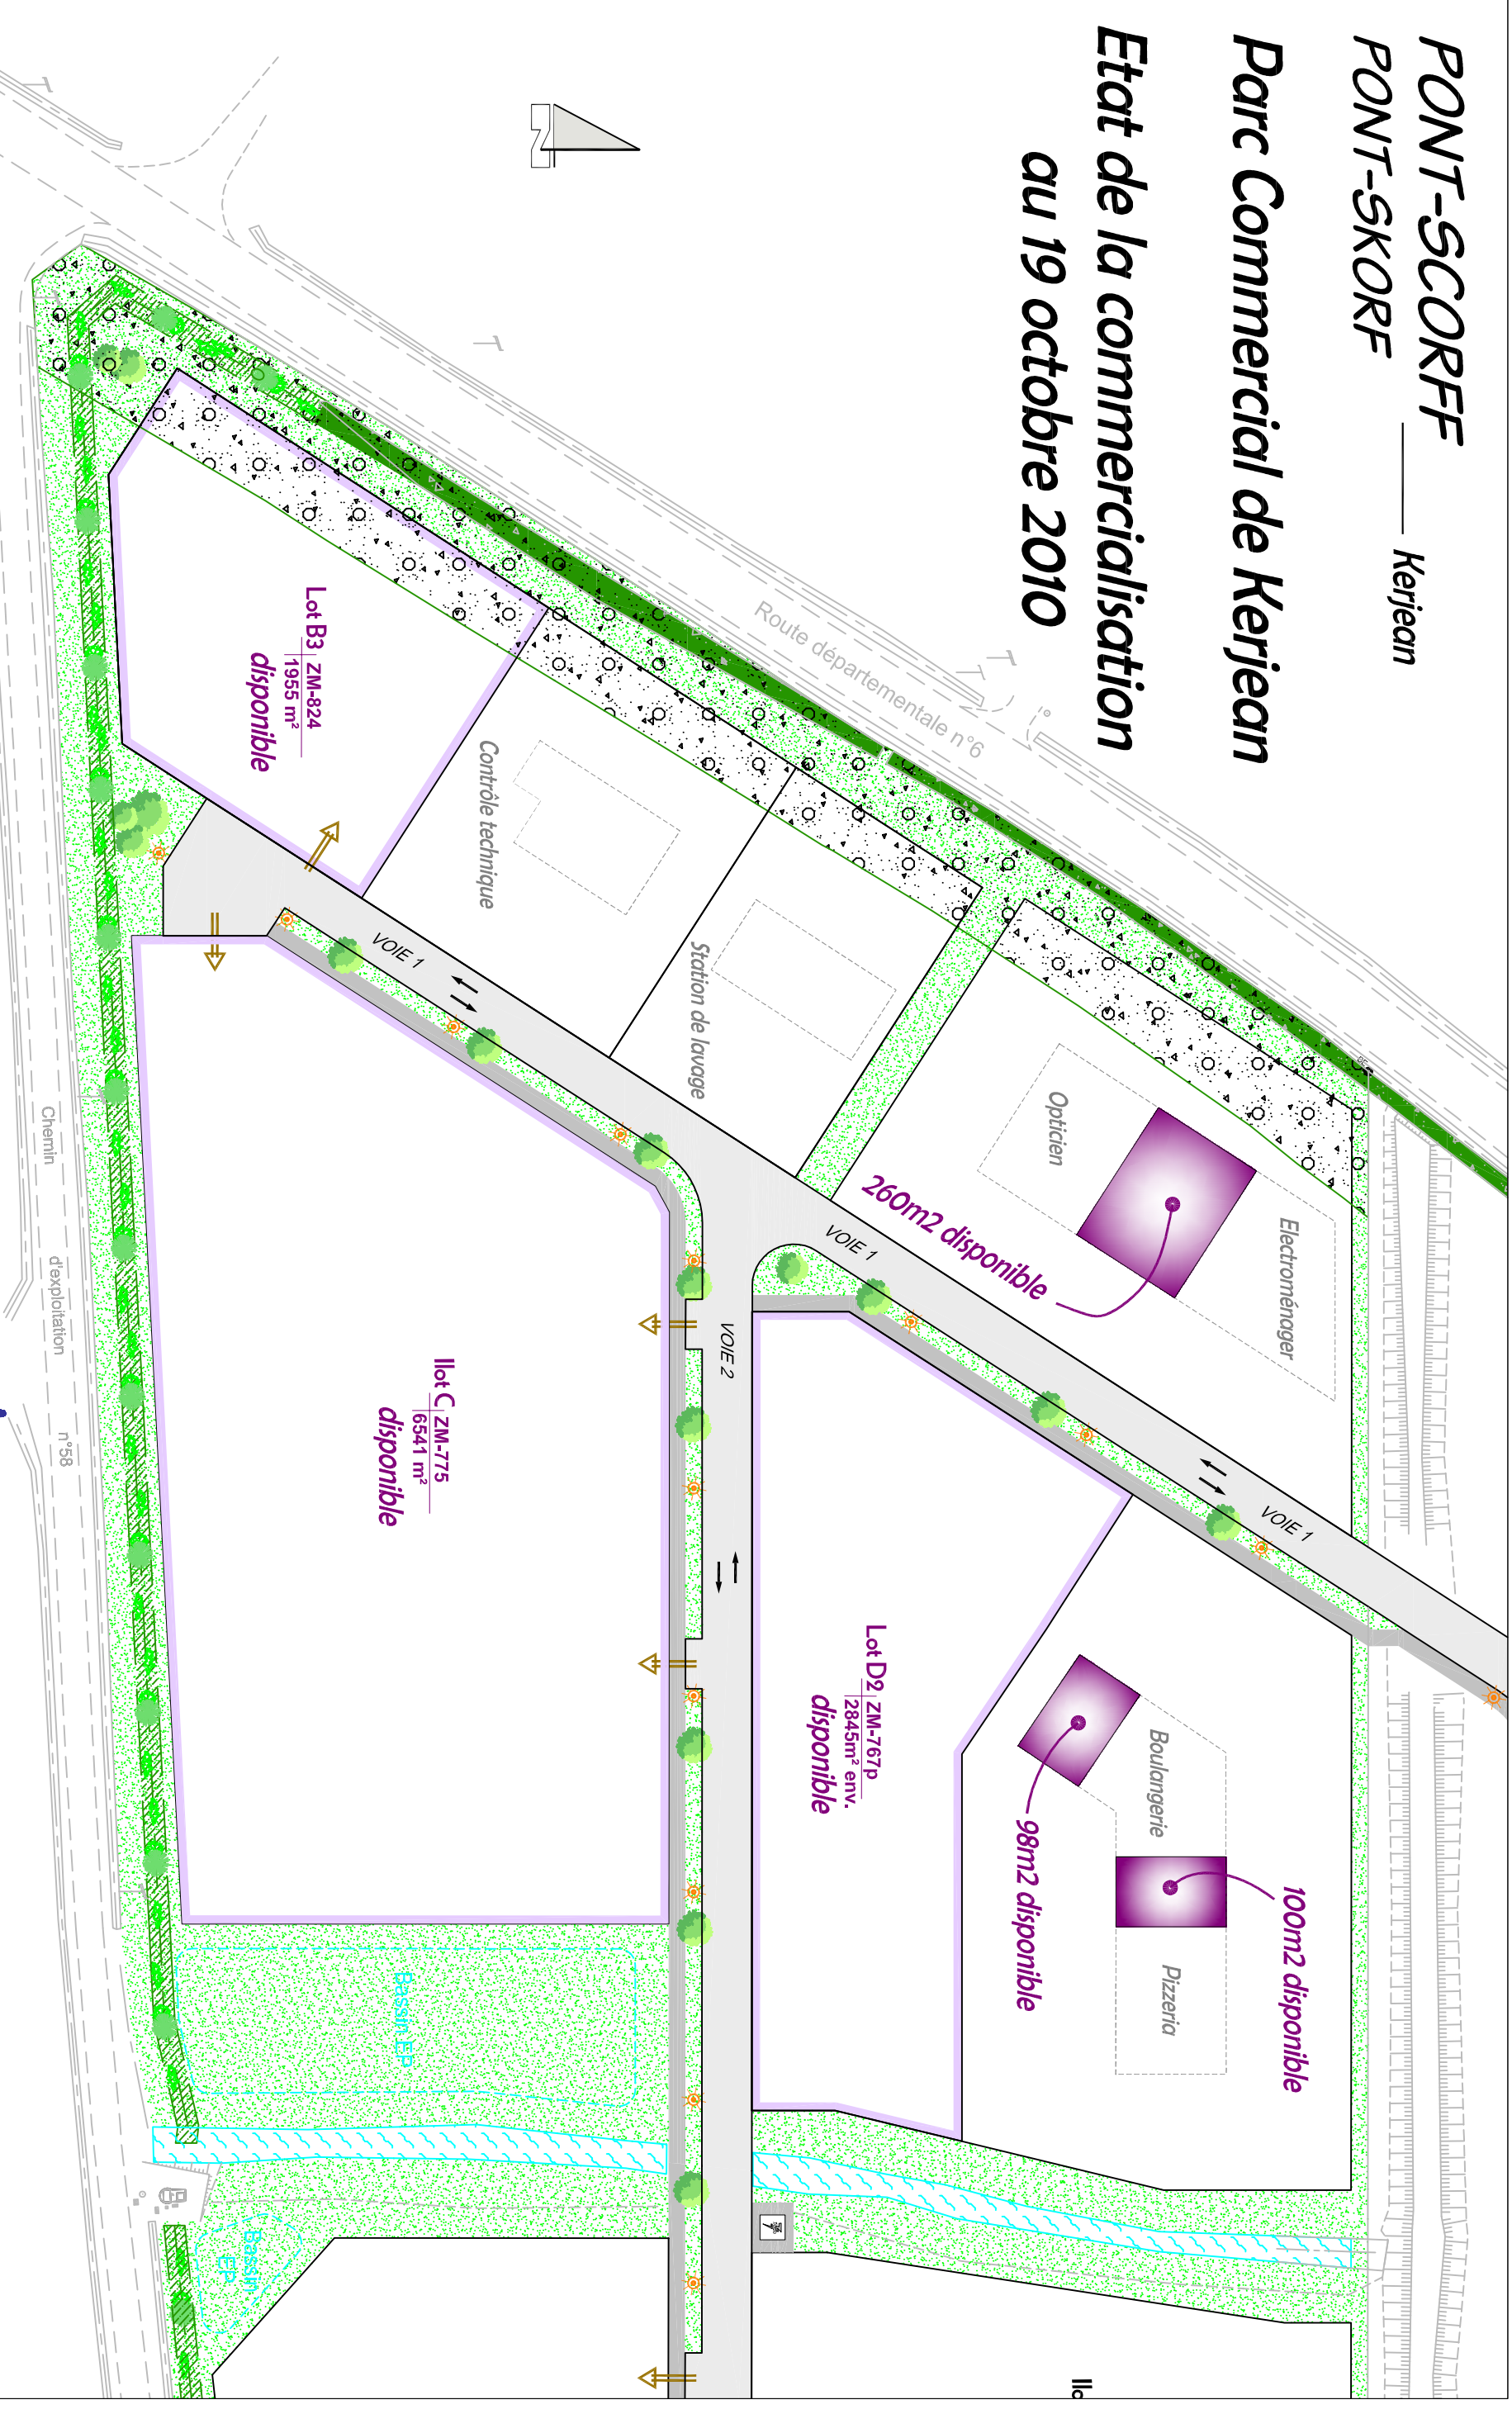 PONT-SCORFF
PONT-SKORF
Kerjean
Parc Commercial de Kerjean
Etat de la commercialisation
au 19 octobre 2010
N
Route départementale n°6
Lot B3 ZM-824
1955 m²
disponible
Contrôle technique
Station de lavage
Opticien
260m2 disponible
Electroménager
VOIE 1
VOIE 1
VOIE 1
VOIE 2
Ilot C ZM-775
6541 m²
disponible
Lot D2 ZM-767p
2845m² env.
disponible
Boulangerie
98m2 disponible
100m2 disponible
Pizzeria
Bassin EP
Bassin
EP
Chemin
d'exploitation
n°58